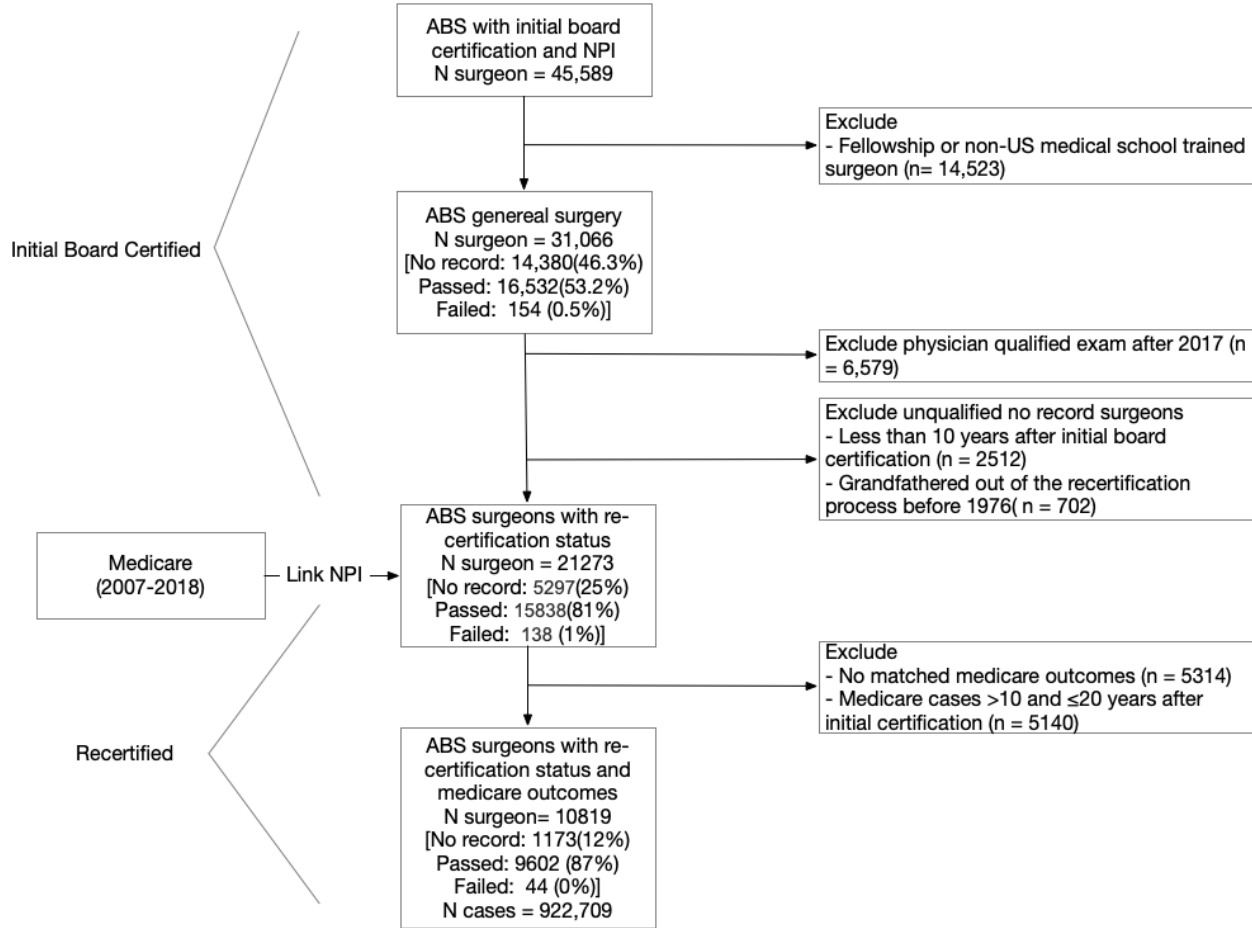 ABS with initial board
certification and NPI
N surgeon = 45,589
Exclude
- Fellowship or non-US medical school trained
surgeon (n= 14,523)
Initial Board Certified
ABS genereal surgery
N surgeon = 31,066
[No record: 14,380(46.3%)
Passed: 16,532(53.2%)
Failed: 154 (0.5%)]
Exclude physician qualified exam after 2017 (n
= 6,579)
Exclude unqualified no record surgeons
- Less than 10 years after initial board
certification (n = 2512)
- Grandfathered out of the recertification
process before 1976( n = 702)
Medicare
(2007-2018)
Link NPI
ABS surgeons with re-
certification status
N surgeon = 21273
[No record: 5297(25%)
Passed: 15838(81%)
Failed: 138 (1%)]
Exclude
- No matched medicare outcomes (n = 5314)
- Medicare cases >10 and ≤20 years after
initial certification (n = 5140)
Recertified
ABS surgeons with re-
certification status and
medicare outcomes
N surgeon= 10819
[No record: 1173(12%)
Passed: 9602 (87%)
Failed: 44 (0%)]
N cases = 922,709